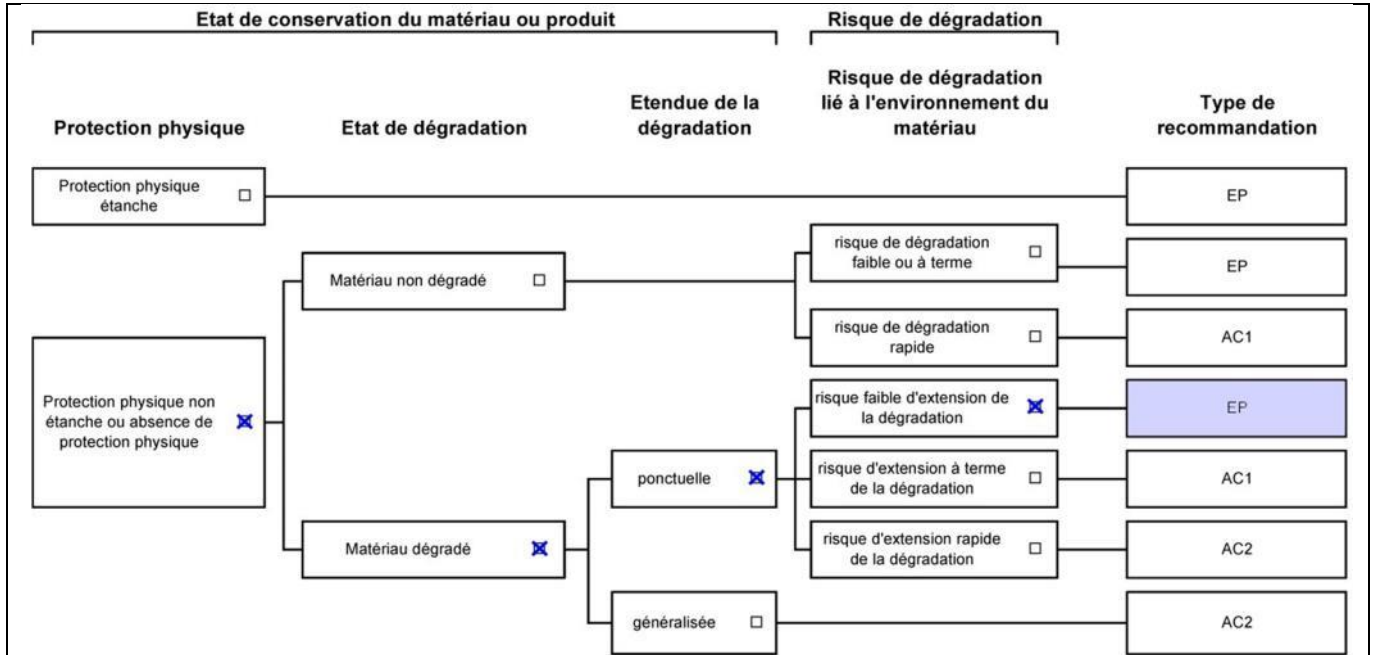 Etat de conservation du matériau ou produit
Risque de dégradation
Protection physique
Etat de dégradation
Etendue de la
dégradation
Risque de dégradation
lié à l'environnement du
matériau
Type de
recommandation
Protection physique
étanche
EP
Matériau non dégradé
risque de dégradation
faible ou à terme
EP
risque de dégradation
rapide
AC1
Protection physique non
étanche ou absence de
protection physique
risque faible d'extension de
la dégradation
EP
ponctuelle
risque d'extension à terme
de la dégradation
AC1
Matériau dégradé
risque d'extension rapide
de la dégradation
AC2
généralisée
AC2